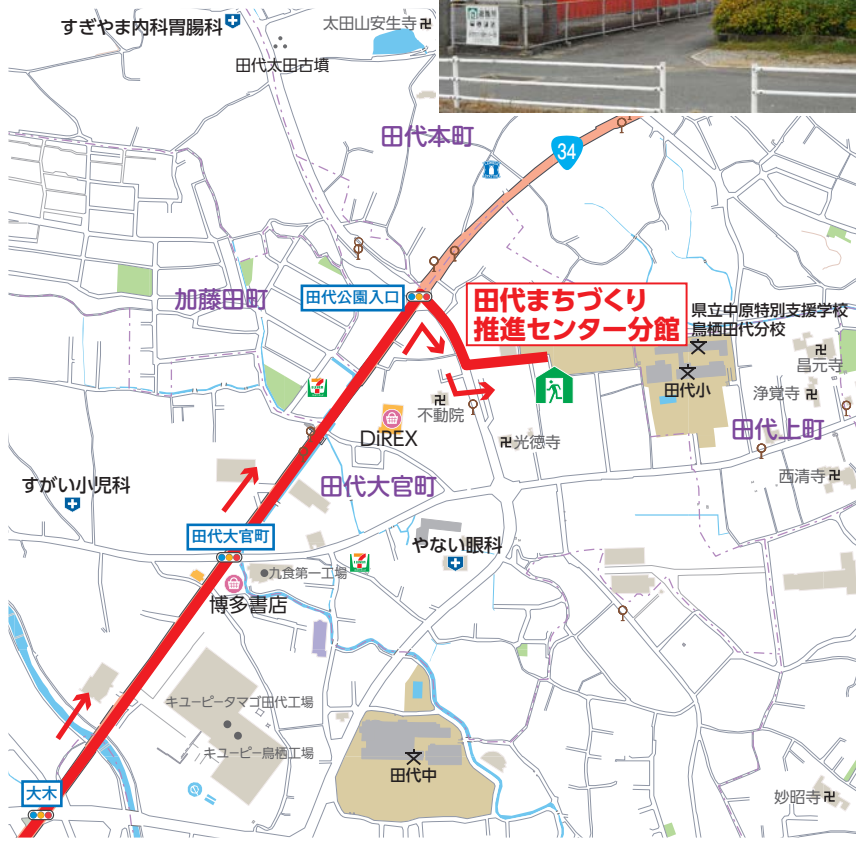 すぎやま内科胃腸科
太田山安生寺
田代太田古墳
田代本町
34
加藤田町
田代公園入口
田代まちづくり
推進センター分館
県立中原特別支援学校
鳥栖田代分校
昌元寺
田代小
浄覚寺
不動院
DiREX
田代上町
光徳寺
西清寺
すがい小児科
田代大官町
田代大官町
やない眼科
九食第一工場
博多書店
キユーピータマゴ田代工場
キユーピー鳥栖工場
田代中
大木
妙昭寺